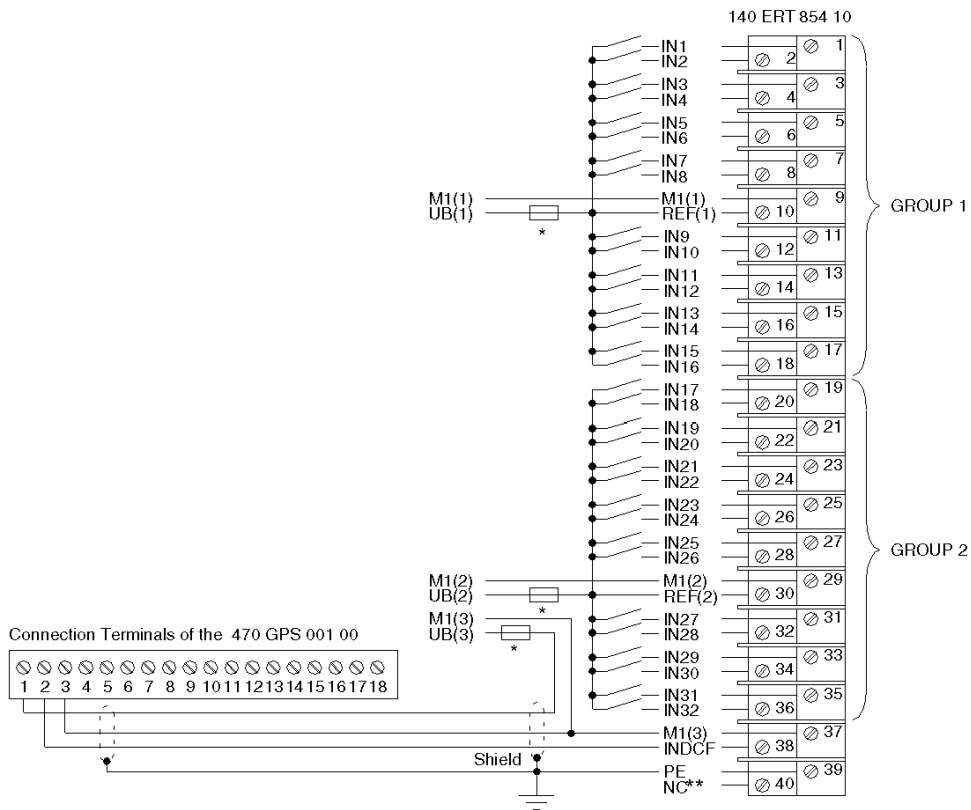 140 ERT 854 10
IN1 1
IN2 2
IN3 3
IN4 4
IN5 5
IN6 6
IN7 7
IN8 8
M1(1) M1(1) 9
UB(1) REF(1) 10
*
GROUP 1
IN9 11
IN10 12
IN11 13
IN12 14
IN13 15
IN14 16
IN15 17
IN16 18
IN17 19
IN18 20
IN19 21
IN20 22
IN21 23
IN22 24
IN23 25
IN24 26
IN25 27
IN26 28
GROUP 2
M1(2) M1(2) 29
UB(2) REF(2) 30
*
M1(3) IN27 31
UB(3) IN28 32
*
Connection Terminals of the 470 GPS 001 00
IN29 33
IN30 34
1 2 3 4 5 6 7 8 9 10 11 12 13 14 15 16 17 18
IN31 35
IN32 36
M1(3) 37
INDCF 38
Shield
PE 39
NC** 40